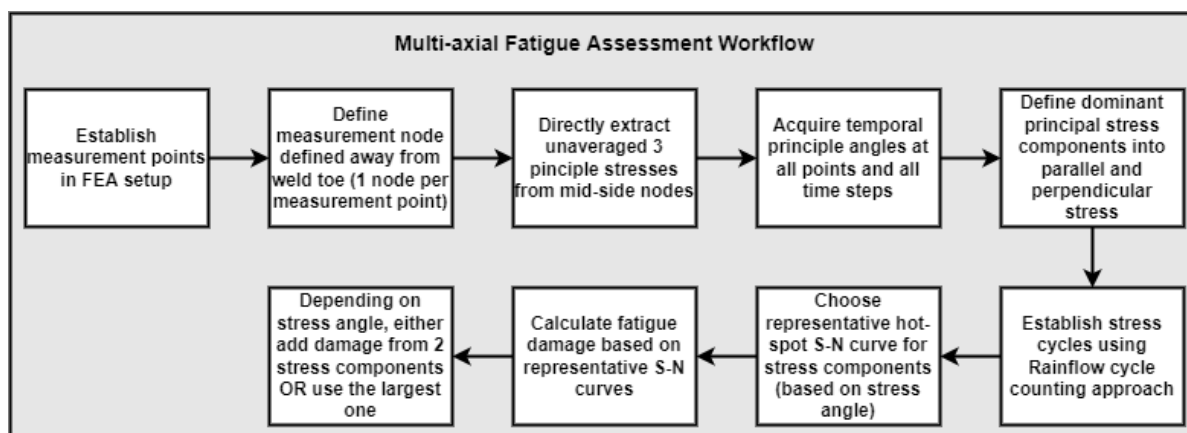 Multi-axial Fatigue Assessment Workflow
Establish
measurement points
in FEA setup
Define
measurement node
defined away from
weld toe (1 node per
measurement point)
Directly extract
unaveraged 3
pinciple stresses
from mid-side nodes
Acquire temporal
principle angles at
all points and all
time steps
Define dominant
principal stress
components into
parallel and
perpendicular
stress
Establish stress
cycles using
Rainflow cycle
counting approach
Choose
representative hot-
spot S-N curve for
stress components
(based on stress
angle)
Calculate fatigue
damage based on
representative S-N
curves
Depending on
stress angle, either
add damage from 2
stress components
OR use the largest
one